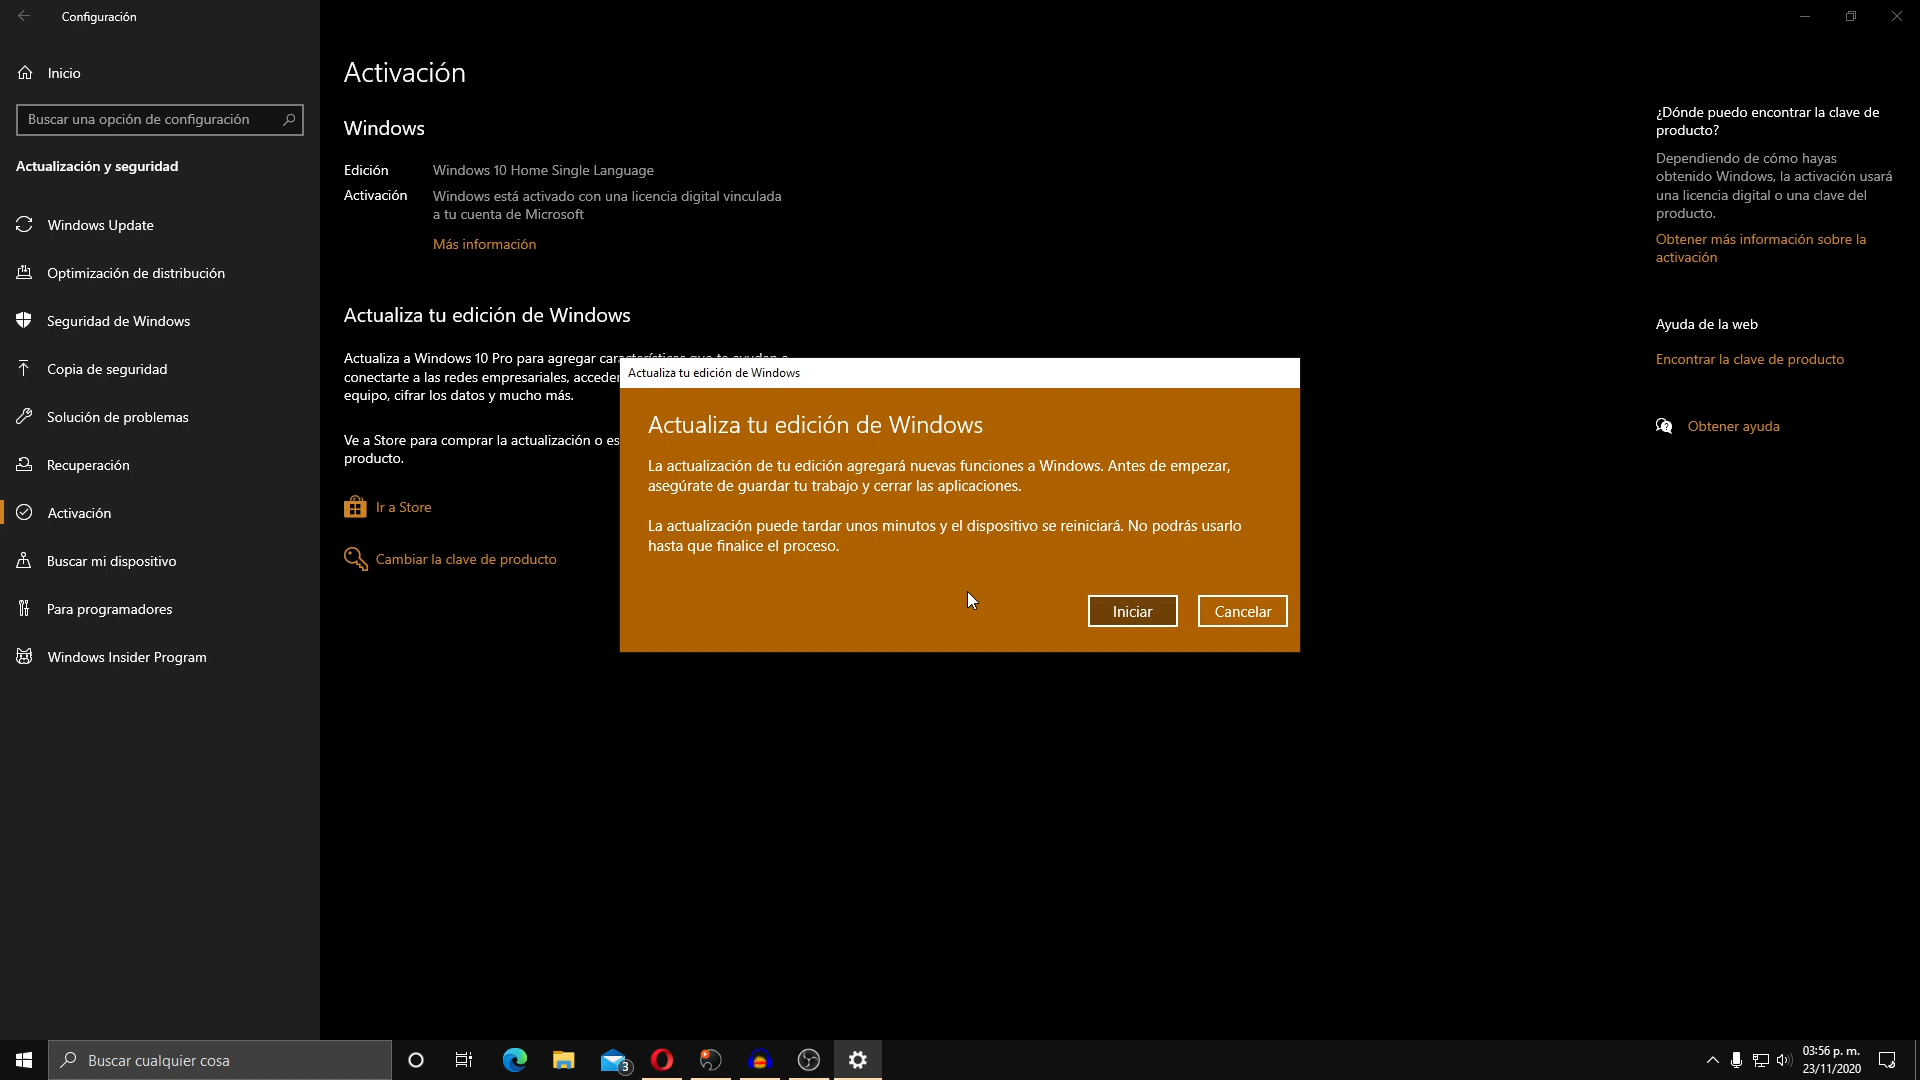 Configuración
Inicio
Buscar una opción de configuración
Actualización y seguridad
Windows Update
Optimización de distribución
Seguridad de Windows
Copia de seguridad
Solución de problemas
Recuperación
Activación
Buscar mi dispositivo
Para programadores
Windows Insider Program
Activación
Windows
Edición Windows 10 Home Single Language
Activación Windows está activado con una licencia digital vinculada
a tu cuenta de Microsoft
Más información
Actualiza tu edición de Windows
Actualiza a Windows 10 Pro para agregar características que te ayudan a
conectarte a las redes empresariales, acceder
equipo, cifrar los datos y mucho más.
Ve a Store para comprar la actualización o es
producto.
Ir a Store
Cambiar la clave de producto
Actualiza tu edición de Windows
Actualiza tu edición de Windows
La actualización de tu edición agregará nuevas funciones a Windows. Antes de empezar,
asegúrate de guardar tu trabajo y cerrar las aplicaciones.
La actualización puede tardar unos minutos y el dispositivo se reiniciará. No podrás usarlo
hasta que finalice el proceso.
Iniciar
Cancelar
¿Dónde puedo encontrar la clave de
producto?
Dependiendo de cómo hayas
obtenido Windows, la activación usará
una licencia digital o una clave del
producto.
Obtener más información sobre la
activación
Ayuda de la web
Encontrar la clave de producto
Obtener ayuda
Buscar cualquier cosa
3
03:56 p. m.
23/11/2020